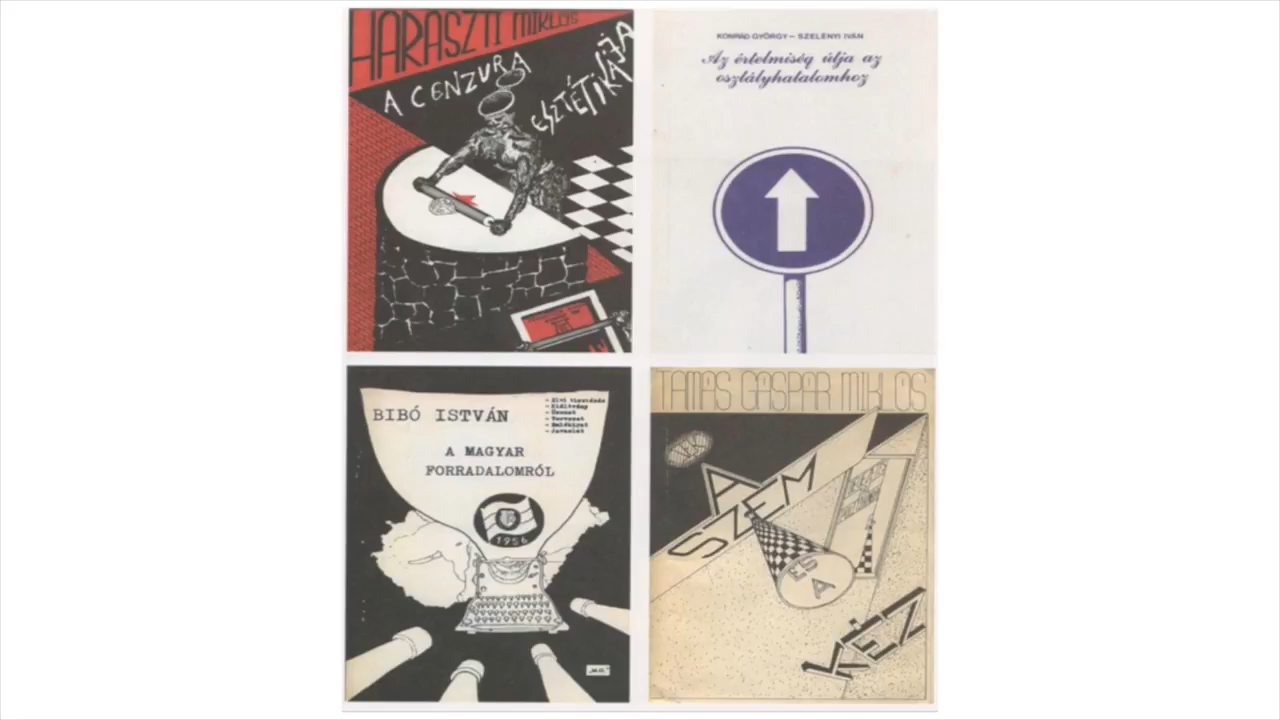 HARASZTI MIKLÓS
A CENZURA
ESZTÉTIKÁJA
KONRÁD GYÖRGY – SZELÉNYI IVÁN
Az értelmiség útja az
osztályhatalomhoz
BIBÓ ISTVÁN
A MAGYAR
FORRADALOMRÓL
1956
"M.O."
TAMÁS GÁSPÁR MIKLÓS
A
SZEM
ÉS
A
KÉZ